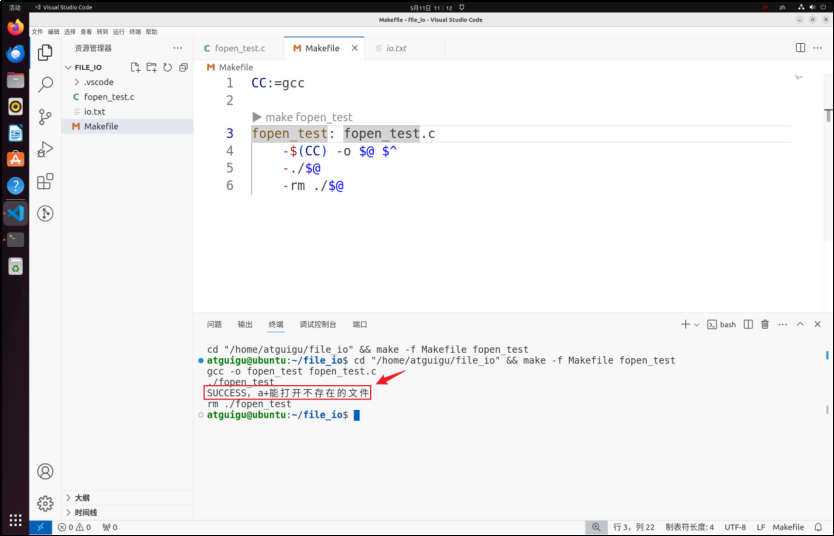 活动
Visual Studio Code
5月11日 11：12
zh
Makefile - file_io - Visual Studio Code
文件 编辑 选择 查看 转到 运行 终端 帮助
资源管理器
FILE_IO
.vscode
C fopen_test.c
io.txt
M Makefile
大纲
时间线
C fopen_test.c
M Makefile
io.txt
M Makefile
1 CC:=gcc
2
make fopen_test
3 fopen_test: fopen_test.c
4 -$(CC) -o $@ $^
5 -./$@
6 -rm ./$@
问题 输出 终端 调试控制台 端口
bash
cd "/home/atguigu/file_io" && make -f Makefile fopen_test
atguigu@ubuntu:~/file_io$ cd "/home/atguigu/file_io" && make -f Makefile fopen_test
gcc -o fopen_test fopen_test.c
./fopen_test
SUCCESS，a+能打开不存在的文件
rm ./fopen_test
atguigu@ubuntu:~/file_io$
0 0 0
行 3，列 22 制表符长度: 4 UTF-8 LF Makefile